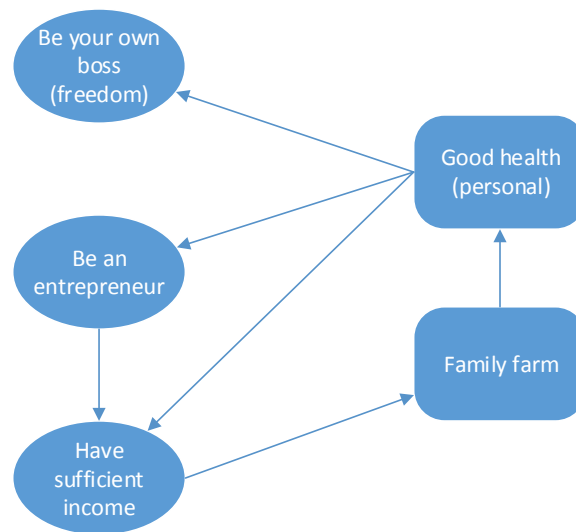 Be your own
boss
(freedom)
Good health
(personal)
Be an
entrepreneur
Family farm
Have
sufficient
income